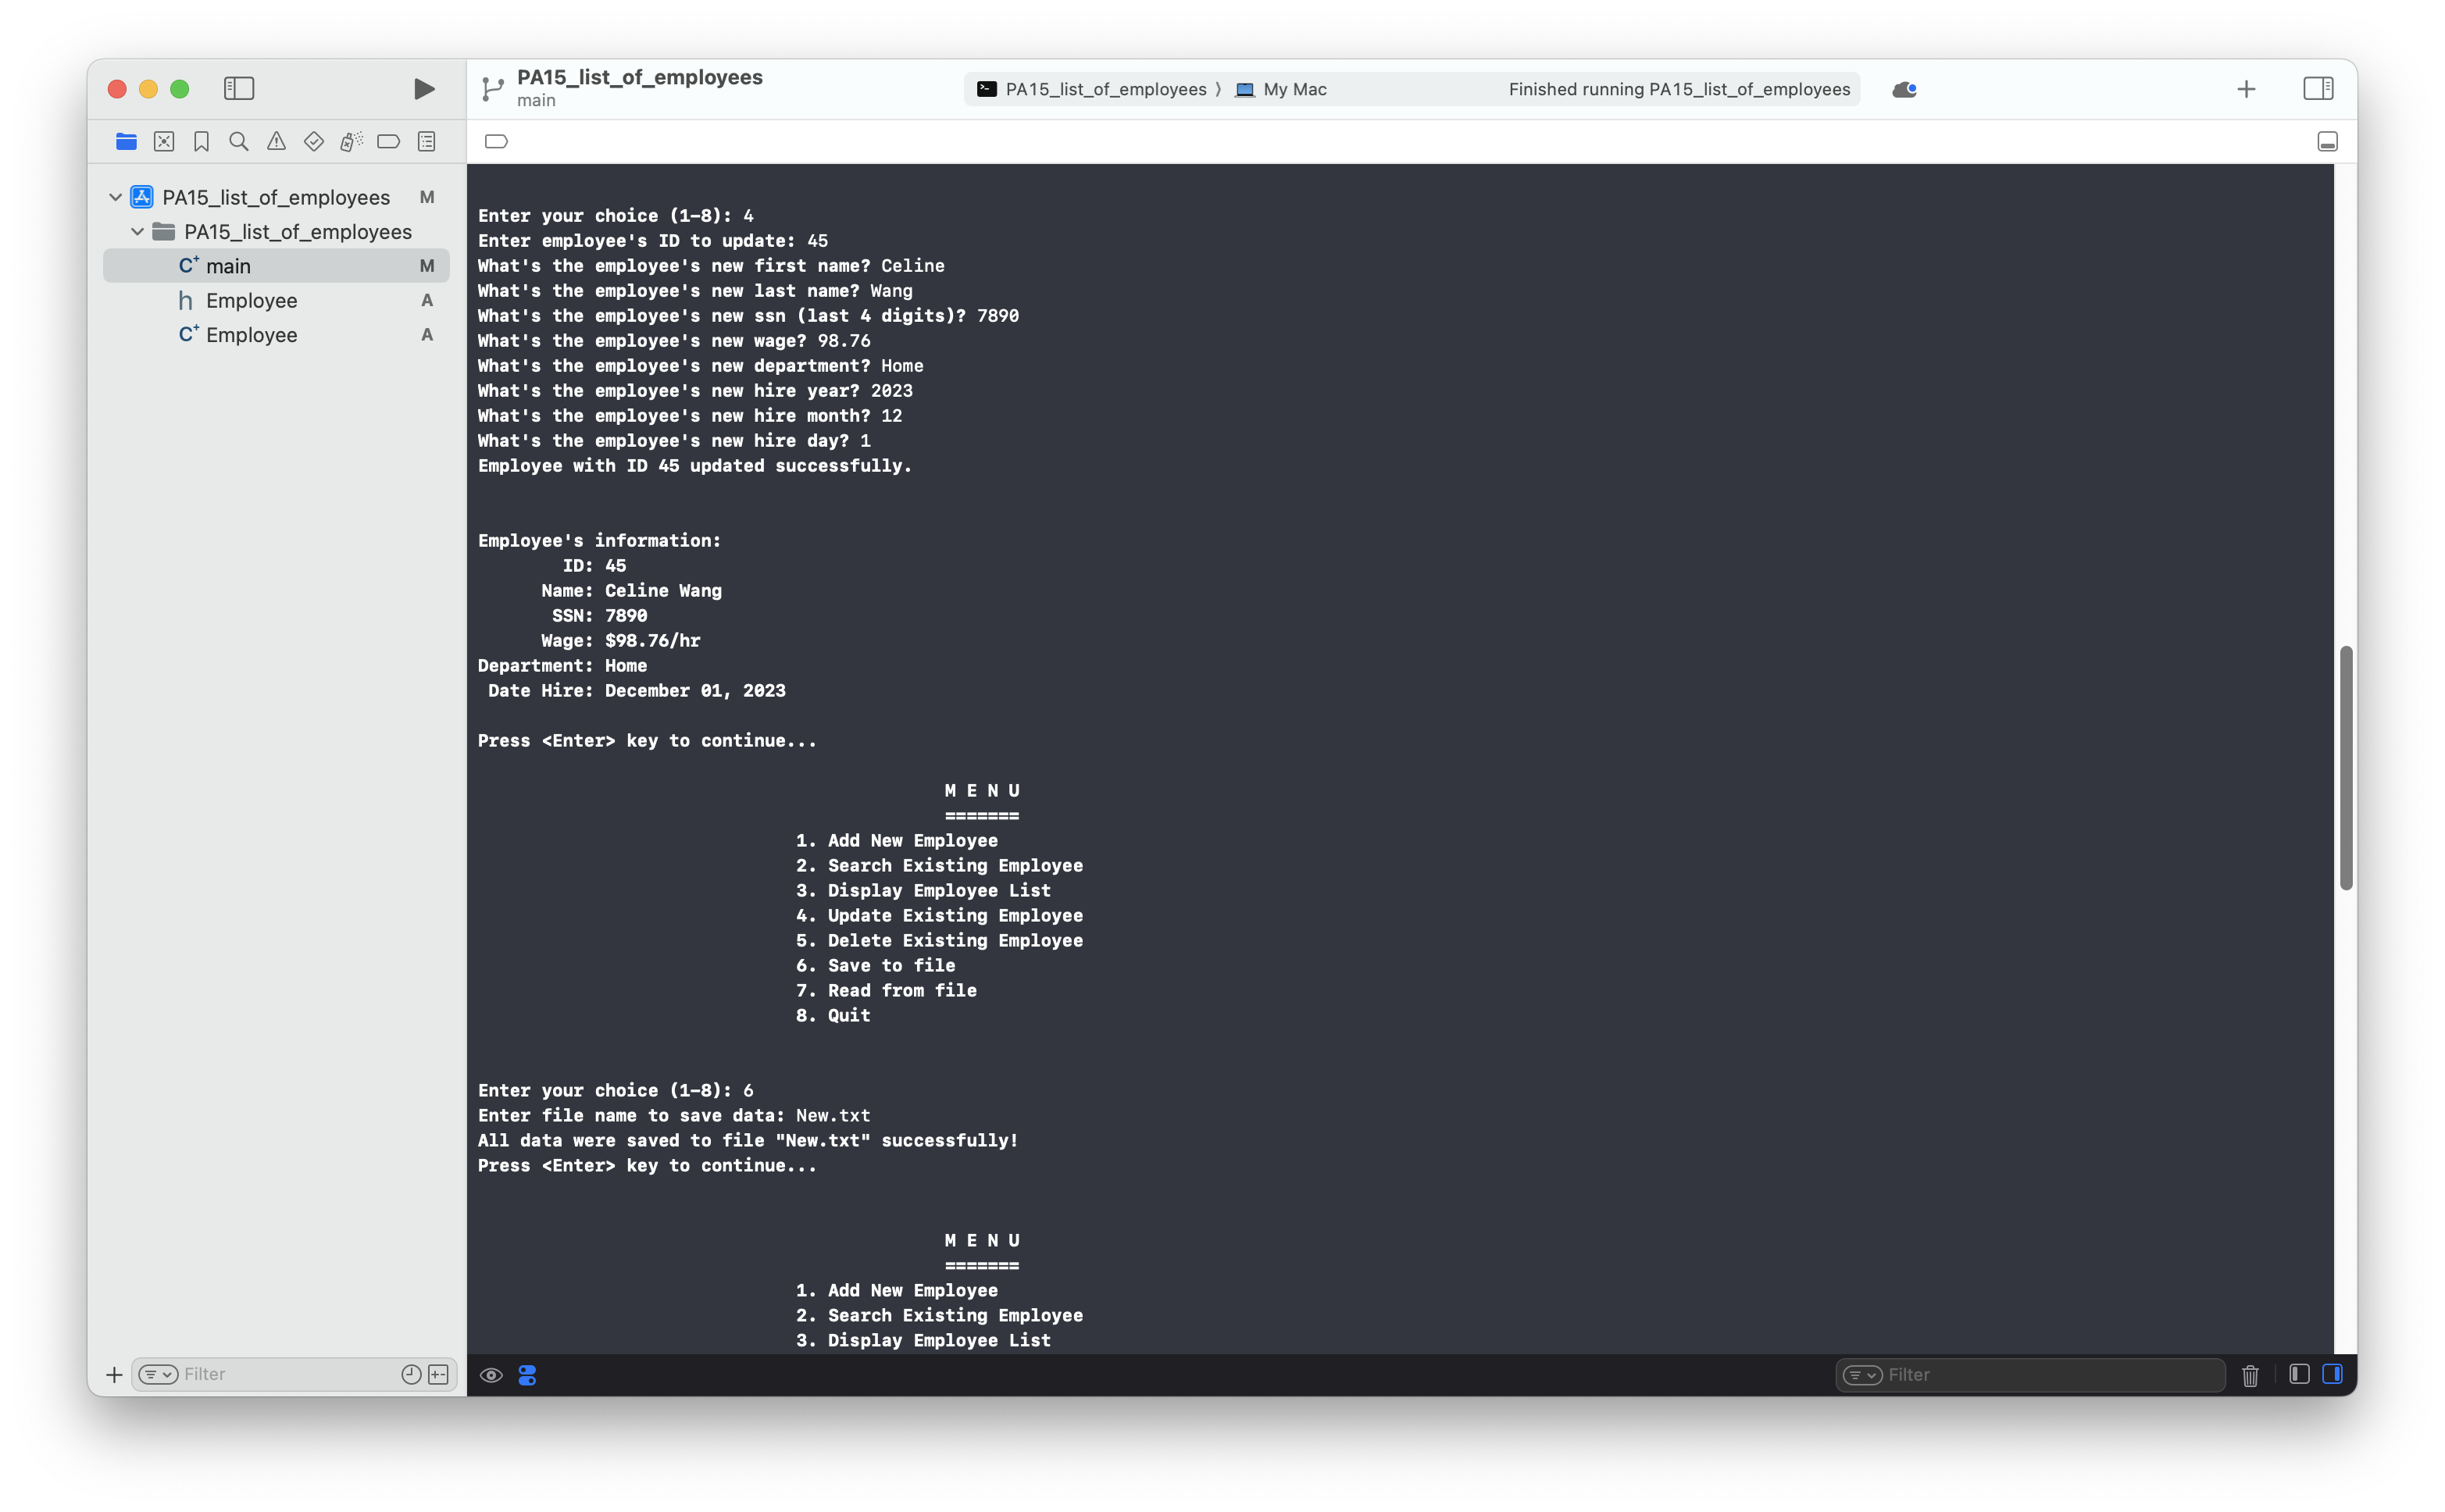 PA15_list_of_employees
main
PA15_list_of_employees 〉 My Mac
Finished running PA15_list_of_employees
PA15_list_of_employees M
PA15_list_of_employees
C+ main M
h Employee A
C+ Employee A
Filter
Enter your choice (1-8): 4
Enter employee's ID to update: 45
What's the employee's new first name? Celine
What's the employee's new last name? Wang
What's the employee's new ssn (last 4 digits)? 7890
What's the employee's new wage? 98.76
What's the employee's new department? Home
What's the employee's new hire year? 2023
What's the employee's new hire month? 12
What's the employee's new hire day? 1
Employee with ID 45 updated successfully.
Employee's information:
ID: 45
Name: Celine Wang
SSN: 7890
Wage: $98.76/hr
Department: Home
Date Hire: December 01, 2023
Press <Enter> key to continue...
M E N U
=======
1. Add New Employee
2. Search Existing Employee
3. Display Employee List
4. Update Existing Employee
5. Delete Existing Employee
6. Save to file
7. Read from file
8. Quit
Enter your choice (1-8): 6
Enter file name to save data: New.txt
All data were saved to file "New.txt" successfully!
Press <Enter> key to continue...
M E N U
=======
1. Add New Employee
2. Search Existing Employee
3. Display Employee List
Filter